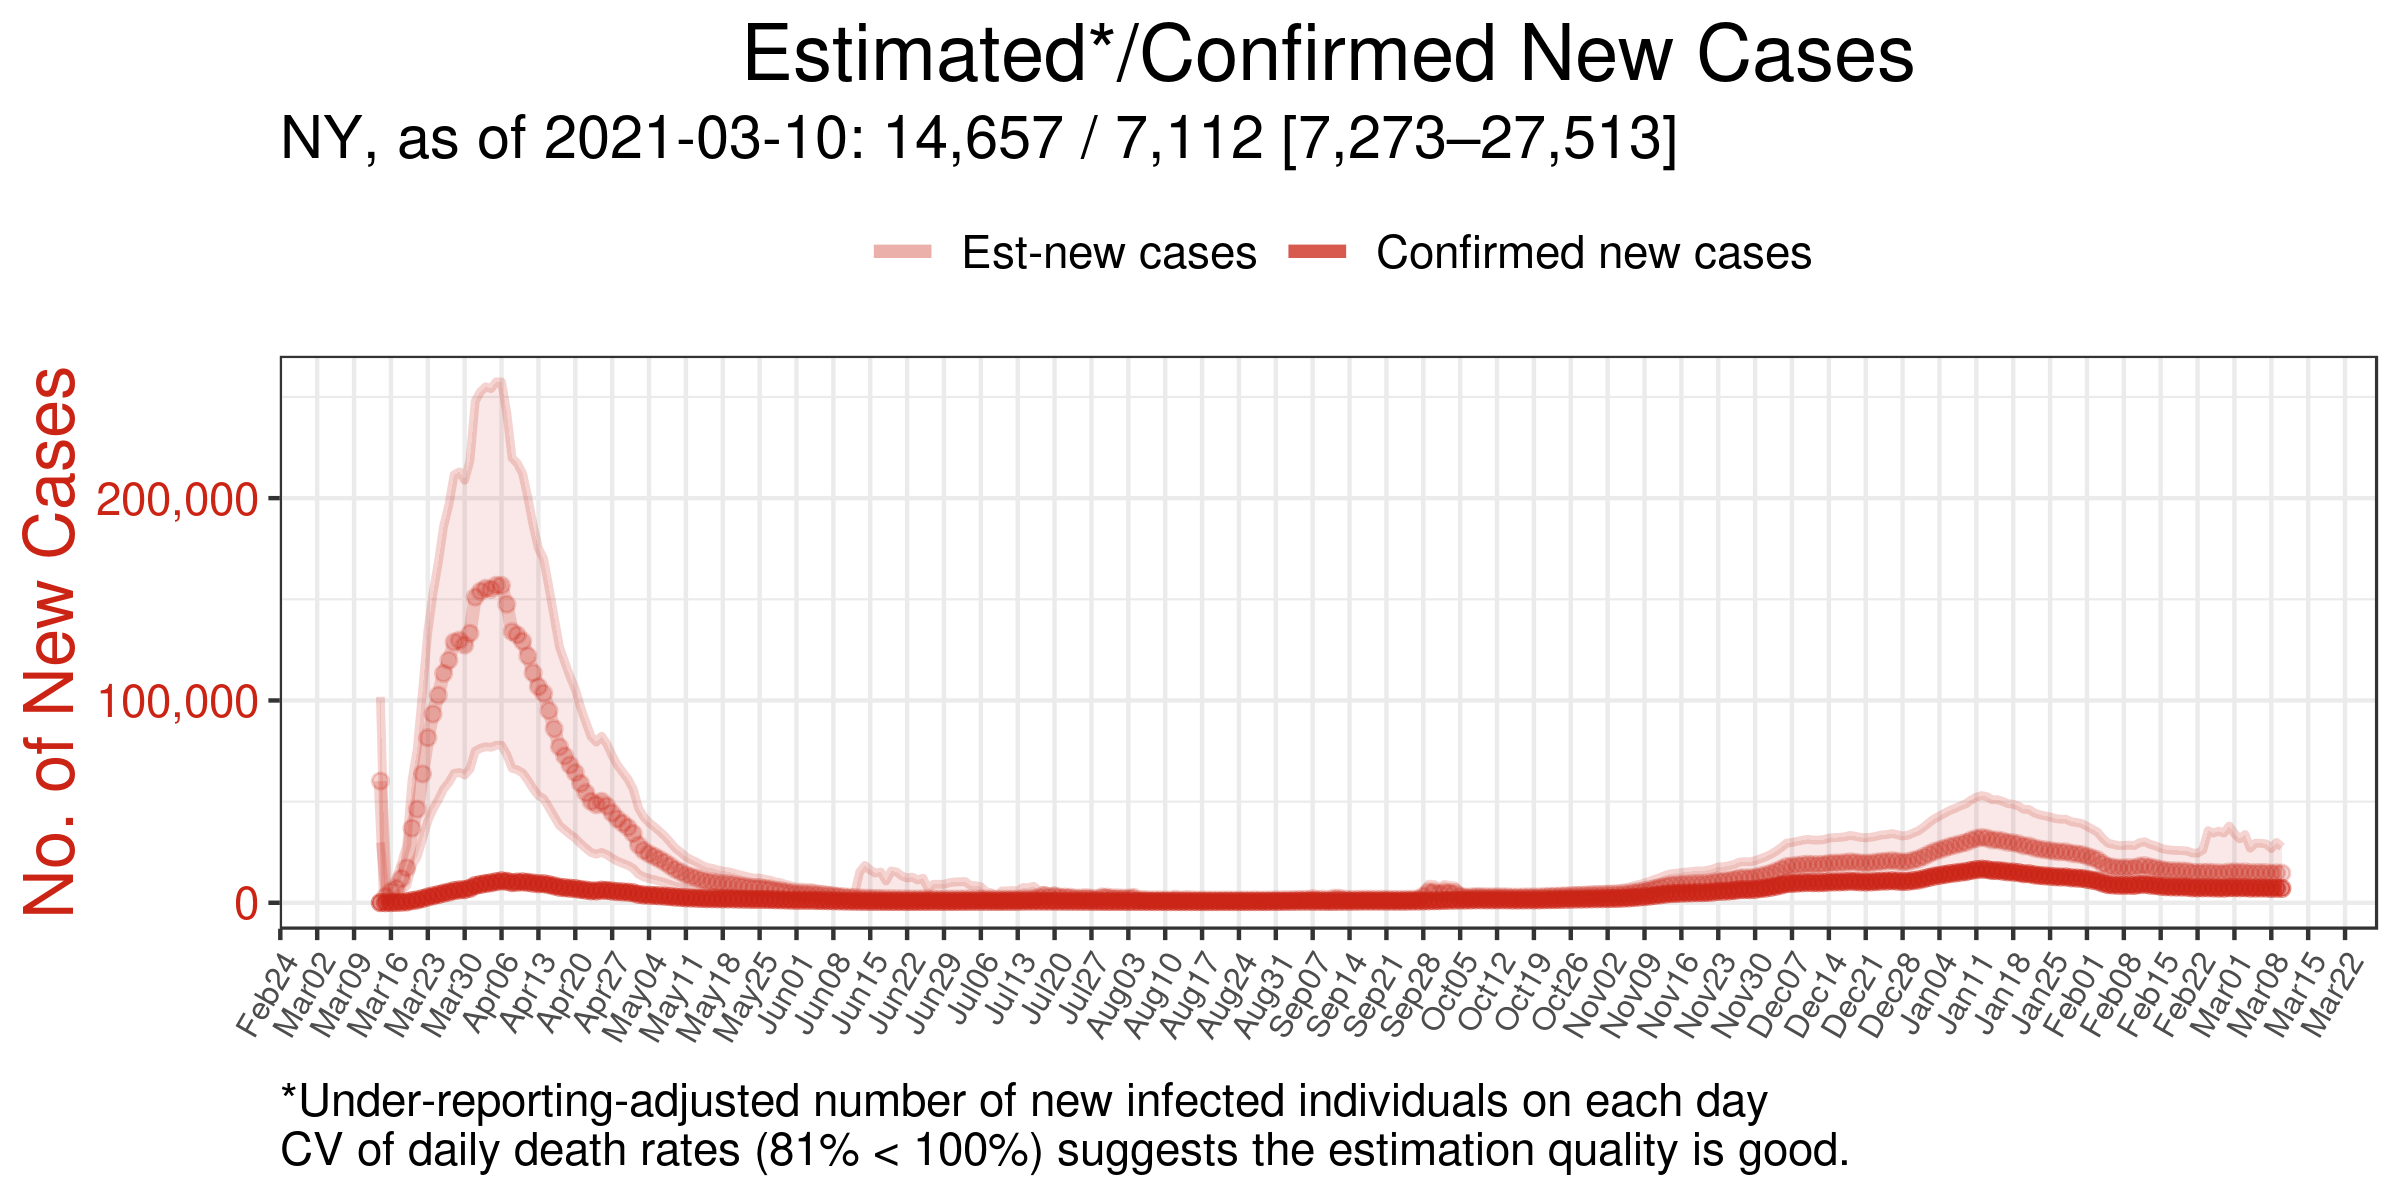 Estimated*/Confirmed New Cases
NY, as of 2021-03-10: 14,657 / 7,112 [7,273–27,513]
Est-new cases
Confirmed new cases
No. of New Cases
200,000
100,000
0
Feb24
Mar02
Mar09
Mar16
Mar23
Mar30
Apr06
Apr13
Apr20
Apr27
May04
May11
May18
May25
Jun01
Jun08
Jun15
Jun22
Jun29
Jul06
Jul13
Jul20
Jul27
Aug03
Aug10
Aug17
Aug24
Aug31
Sep07
Sep14
Sep21
Sep28
Oct05
Oct12
Oct19
Oct26
Nov02
Nov09
Nov16
Nov23
Nov30
Dec07
Dec14
Dec21
Dec28
Jan04
Jan11
Jan18
Jan25
Feb01
Feb08
Feb15
Feb22
Mar01
Mar08
Mar15
Mar22
*Under-reporting-adjusted number of new infected individuals on each day
CV of daily death rates (81% < 100%) suggests the estimation quality is good.